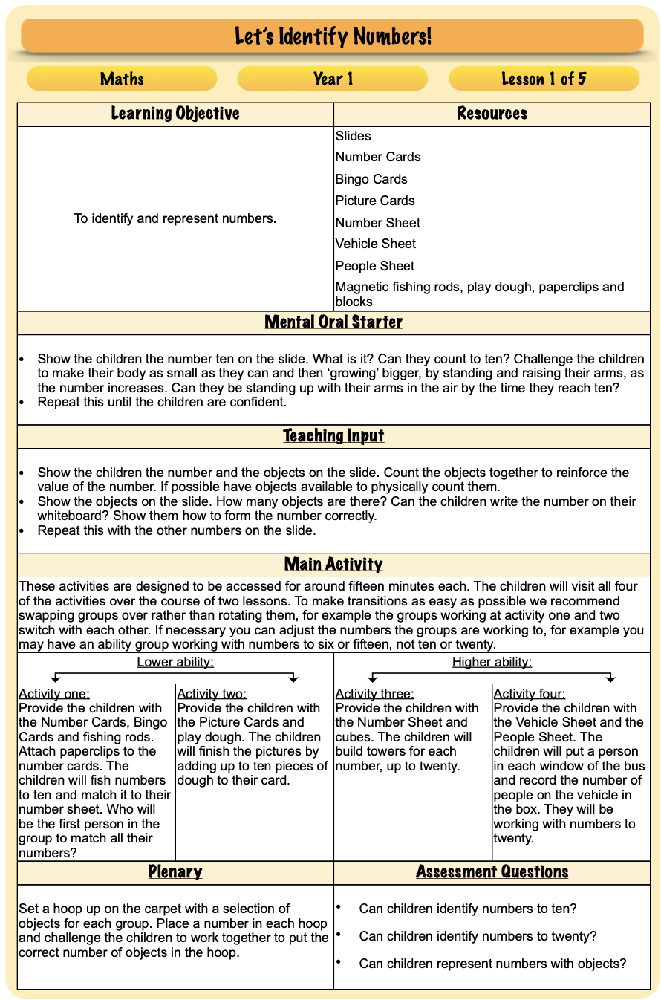 Let's Identify Numbers!
Maths
Year 1
Lesson 1 of 5
Learning Objective
To identify and represent numbers.
Resources
Slides
Number Cards
Bingo Cards
Picture Cards
Number Sheet
Vehicle Sheet
People Sheet
Magnetic fishing rods, play dough, paperclips and
blocks
Mental Oral Starter
• Show the children the number ten on the slide. What is it? Can they count to ten? Challenge the children
to make their body as small as they can and then ‘growing’ bigger, by standing and raising their arms, as
the number increases. Can they be standing up with their arms in the air by the time they reach ten?
• Repeat this until the children are confident.
Teaching Input
• Show the children the number and the objects on the slide. Count the objects together to reinforce the
value of the number. If possible have objects available to physically count them.
• Show the objects on the slide. How many objects are there? Can the children write the number on their
whiteboard? Show them how to form the number correctly.
• Repeat this with the other numbers on the slide.
Main Activity
These activities are designed to be accessed for around fifteen minutes each. The children will visit all four
of the activities over the course of two lessons. To make transitions as easy as possible we recommend
swapping groups over rather than rotating them, for example the groups working at activity one and two
switch with each other. If necessary you can adjust the numbers the groups are working to, for example you
may have an ability group working with numbers to six or fifteen, not ten or twenty.
Lower ability:
Activity one:
Provide the children with
the Number Cards, Bingo
Cards and fishing rods.
Attach paperclips to the
number cards. The
children will fish numbers
to ten and match it to their
number sheet. Who will
be the first person in the
group to match all their
numbers?
Activity two:
Provide the children with
the Picture Cards and
play dough. The children
will finish the pictures by
adding up to ten pieces of
dough to their card.
Higher ability:
Activity three:
Provide the children with
the Number Sheet and
cubes. The children will
build towers for each
number, up to twenty.
Activity four:
Provide the children with
the Vehicle Sheet and the
People Sheet. The
children will put a person
in each window of the bus
and record the number of
people on the vehicle in
the box. They will be
working with numbers to
twenty.
Plenary
Set a hoop up on the carpet with a selection of
objects for each group. Place a number in each hoop
and challenge the children to work together to put the
correct number of objects in the hoop.
Assessment Questions
• Can children identify numbers to ten?
• Can children identify numbers to twenty?
• Can children represent numbers with objects?